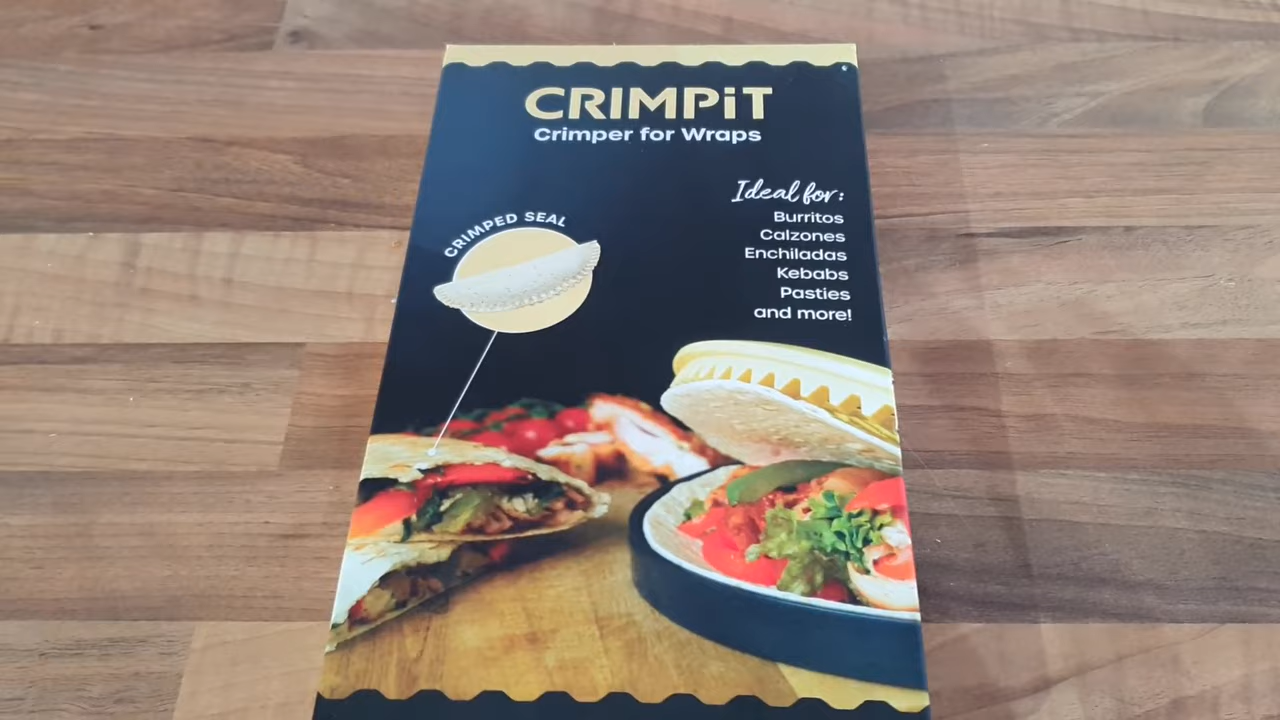 CRIMPiT
Crimper for Wraps
Ideal for:
Burritos
Calzones
Enchiladas
Kebabs
Pasties
and more!
CRIMPED SEAL